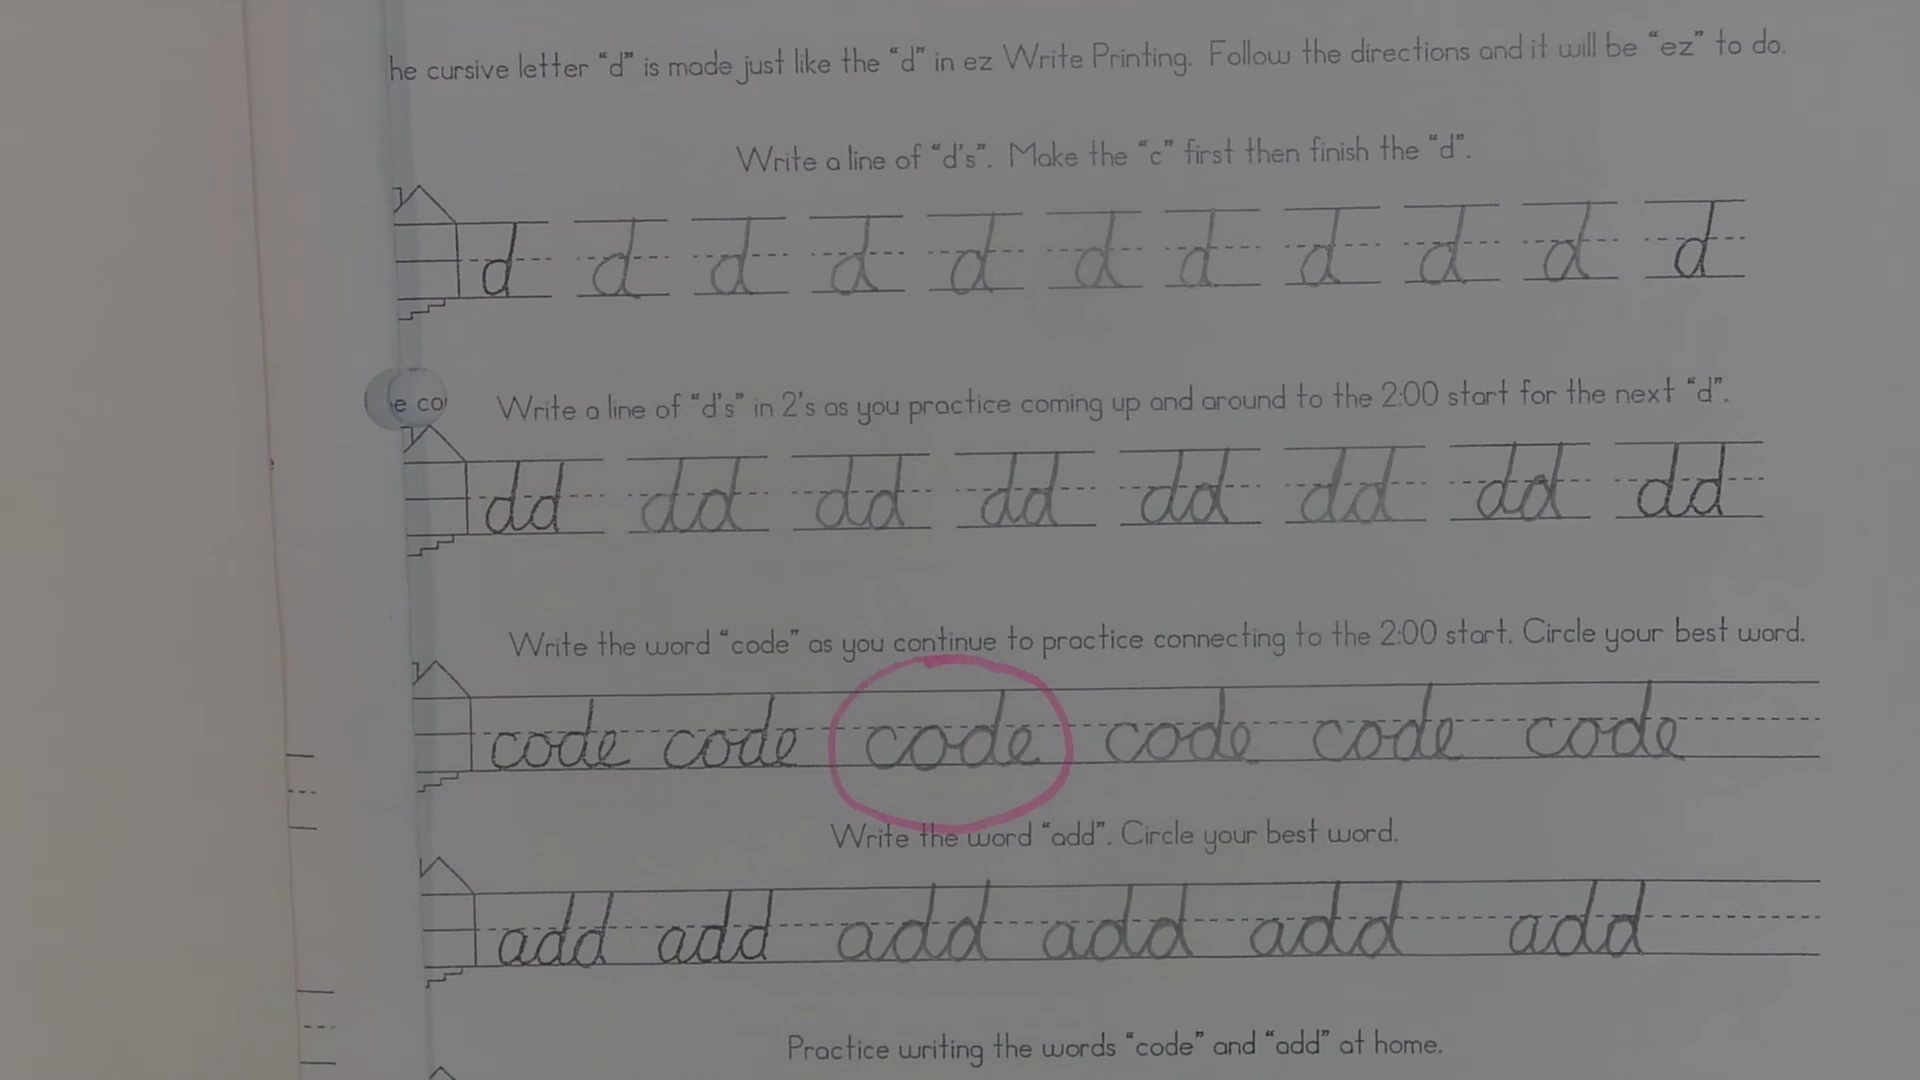 he cursive letter “d” is made just like the “d” in ez Write Printing. Follow the directions and it will be “ez” to do.
Write a line of “d's”. Make the “c” first then finish the “d”.
d d d d d d d d d d d
e co
Write a line of “d's” in 2's as you practice coming up and around to the 2:00 start for the next “d”.
dd dd dd dd dd dd dd dd
Write the word “code” as you continue to practice connecting to the 2:00 start. Circle your best word.
code code code code code code
Write the word “add”. Circle your best word.
add add add add add add
Practice writing the words “code” and “add” at home.